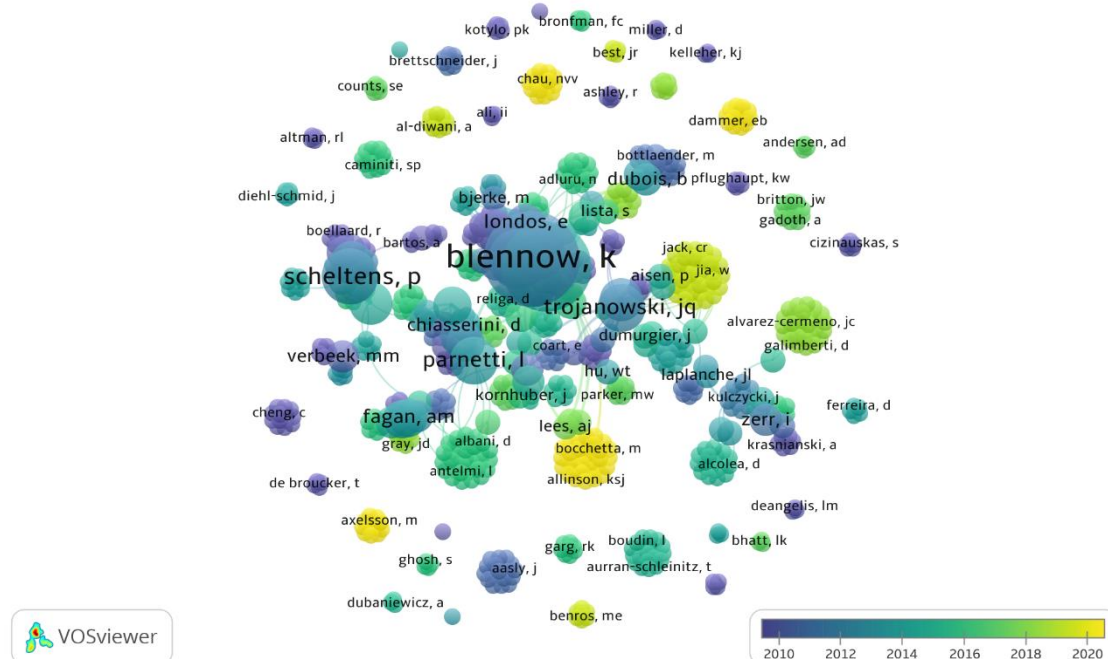 kotylo, pk
bronfman, fc
miller, d
brettschneider, j
best, jr
kelleher, kj
counts, se
chau, nvv
ashley, r
ali, ii
al-diwani, a
dammer, eb
altman, rl
caminiti, sp
andersen, ad
bottlaender, m
adluru, n
dubois, b
pflughaupt, kw
diehl-schmid, j
bjerke, m
britton, jw
lista, s
gadoth, a
londos, e
boellaard, r
bartos, a
cizinauskas, s
blennow, k
jack, cr
scheltens, p
aisen, p
jia, w
religa, d
trojanowski, jq
chiasserini, d
alvarez-cermeno, jc
dumurgier, j
galimberti, d
verbeek, mm
parnetti, l
coart, e
hu, wt
laplanche, jl
kornhuber, j
parker, mw
kulczycki, j
cheng, c
fagan, am
ferreira, d
zerr, i
lees, aj
gray, jd
albani, d
krasnianski, a
bocchetta, m
antelmi, l
alcolea, d
allinson, ksj
de broucker, t
deangelis, lm
axelsson, m
garg, rk
boudin, l
bhatt, lk
ghosh, s
aasly, j
aurran-schleinitz, t
dubaniewicz, a
benros, me
VOSviewer
2010 2012 2014 2016 2018 2020